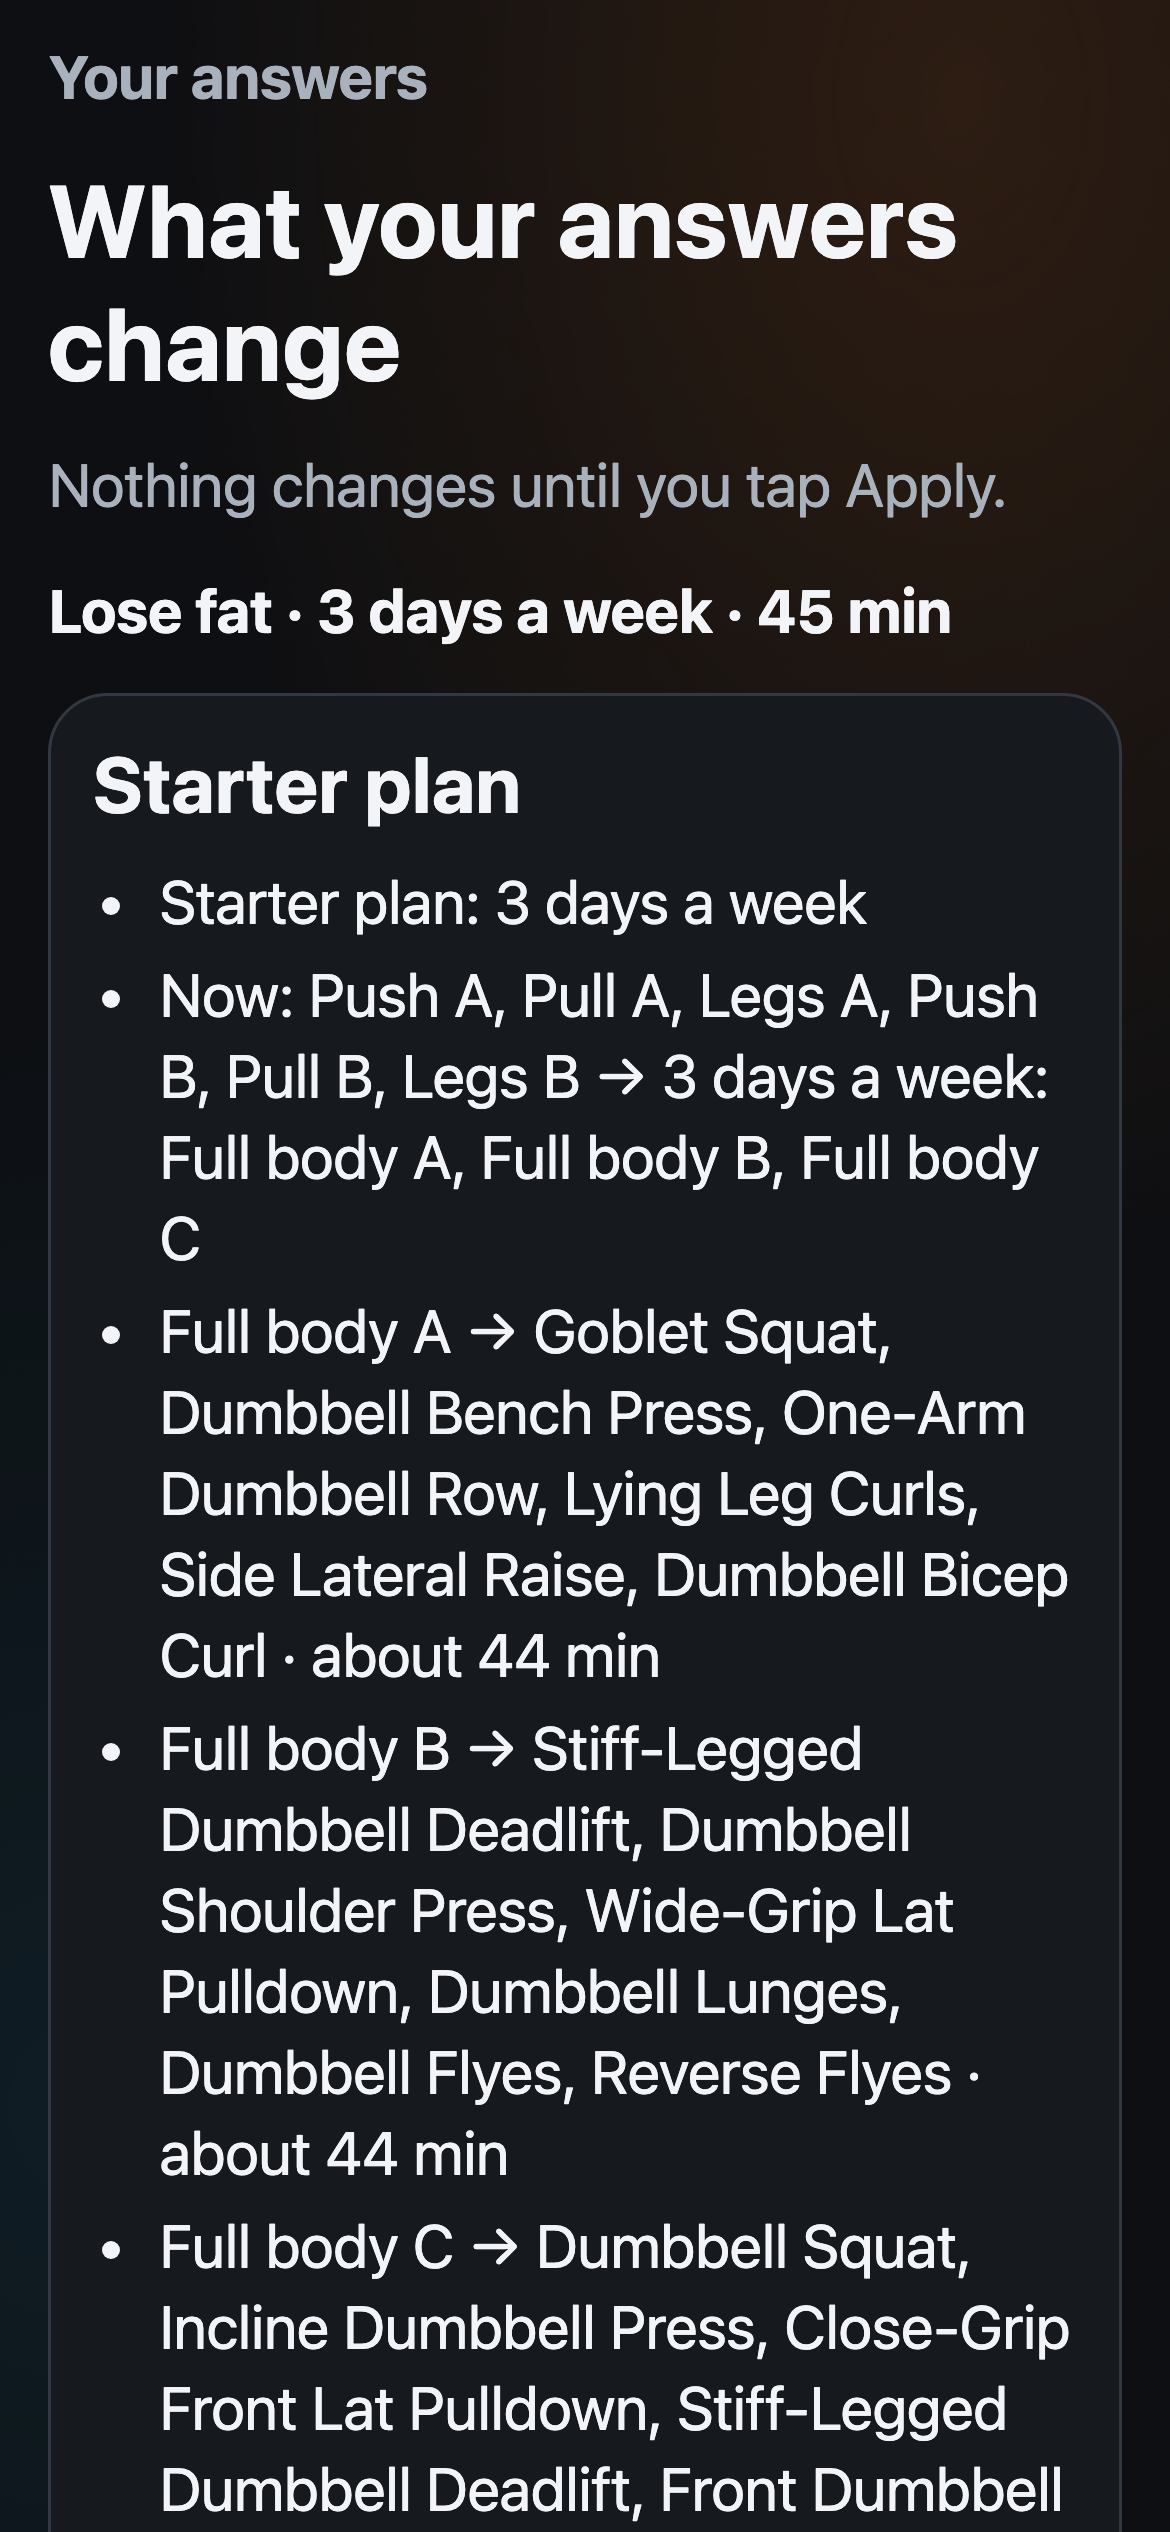 Your answers
What your answers
change
Nothing changes until you tap Apply.
Lose fat · 3 days a week · 45 min
Starter plan
• Starter plan: 3 days a week
• Now: Push A, Pull A, Legs A, Push
B, Pull B, Legs B → 3 days a week:
Full body A, Full body B, Full body
C
• Full body A → Goblet Squat,
Dumbbell Bench Press, One-Arm
Dumbbell Row, Lying Leg Curls,
Side Lateral Raise, Dumbbell Bicep
Curl · about 44 min
• Full body B → Stiff-Legged
Dumbbell Deadlift, Dumbbell
Shoulder Press, Wide-Grip Lat
Pulldown, Dumbbell Lunges,
Dumbbell Flyes, Reverse Flyes ·
about 44 min
• Full body C → Dumbbell Squat,
Incline Dumbbell Press, Close-Grip
Front Lat Pulldown, Stiff-Legged
Dumbbell Deadlift, Front Dumbbell